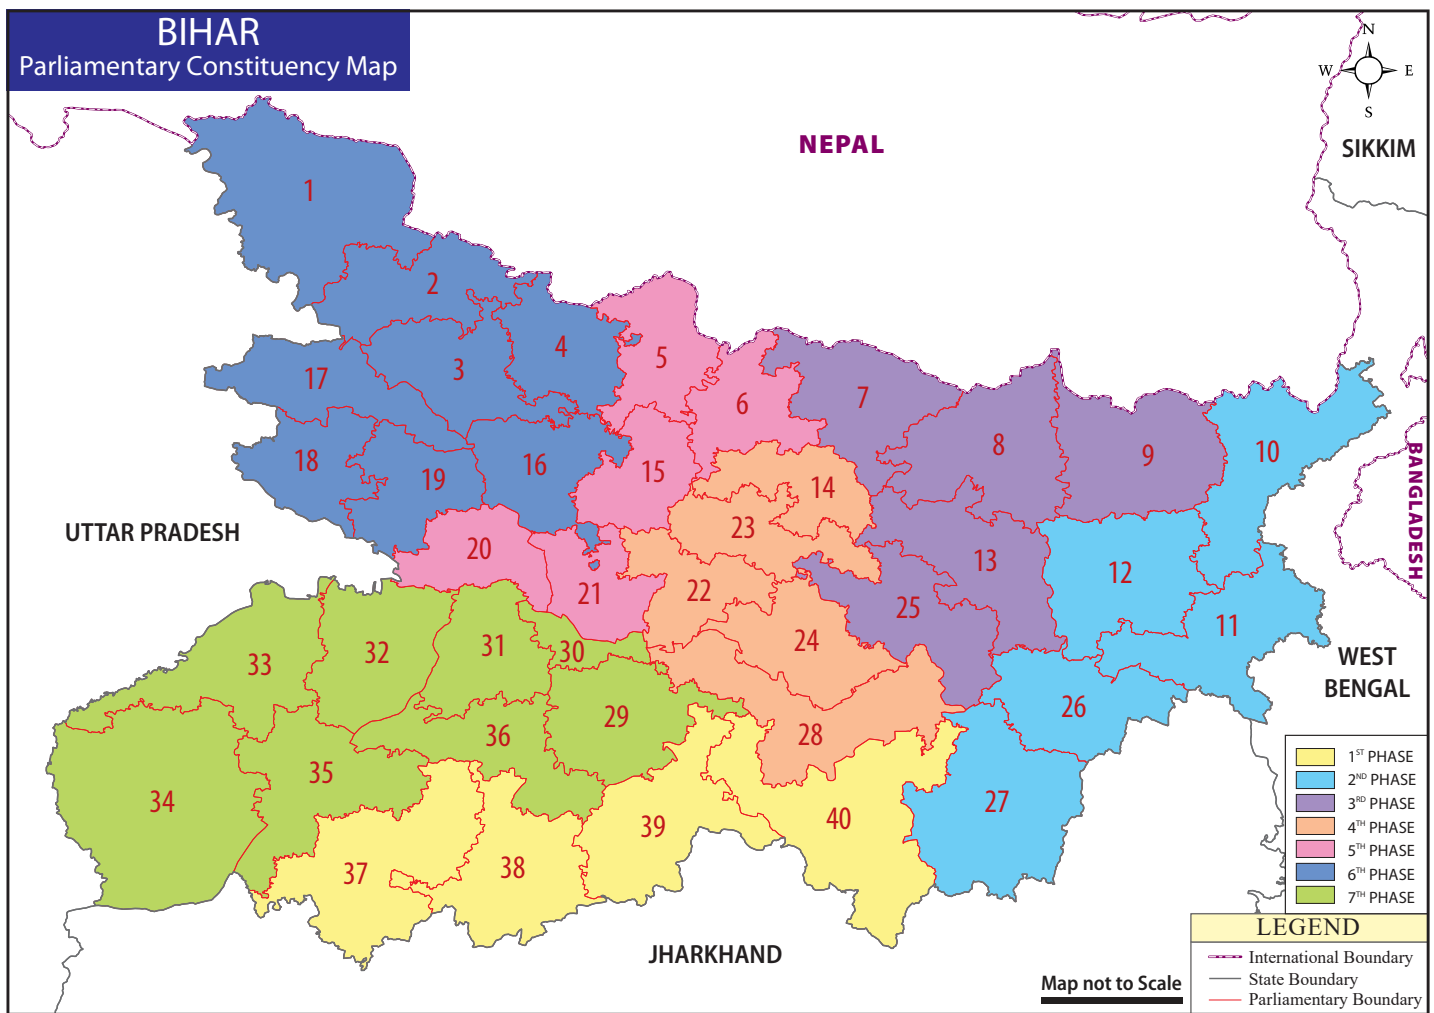 BIHAR
Parliamentary Constituency Map
N
W E
S
NEPAL
SIKKIM
1
2
3
4
5
6
7
8
9
10
17
18
19
16
15
14
23
13
12
11
BANGLADESH
UTTAR PRADESH
20
21
22
25
24
33
32
31
30
29
26
WEST
BENGAL
36
28
35
34
27
40
39
38
37
1ST PHASE
2ND PHASE
3RD PHASE
4TH PHASE
5TH PHASE
6TH PHASE
7TH PHASE
LEGEND
International Boundary
State Boundary
Parliamentary Boundary
JHARKHAND
Map not to Scale